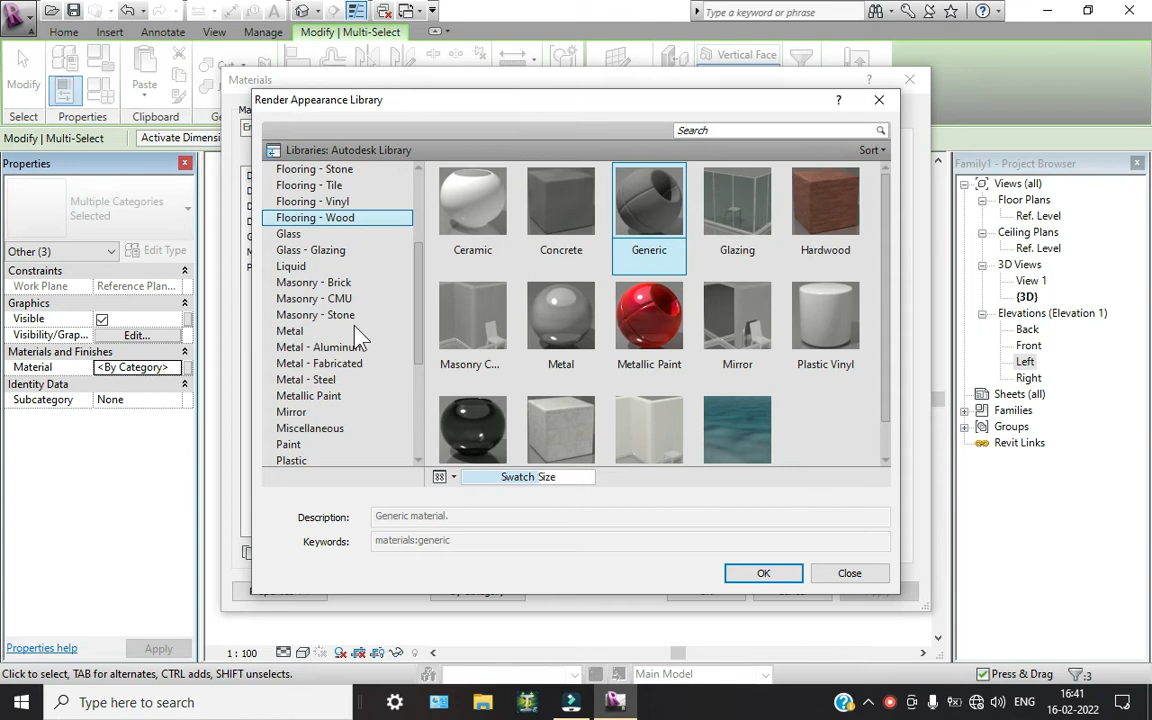 Type a keyword or phrase
Home Insert Annotate View Manage Modify | Multi-Select
Modify
Paste
Vertical Face
Select Properties Clipboard
Modify | Multi-Select Activate Dimensi
Materials
Render Appearance Library
Search
Libraries: Autodesk Library
Sort
Flooring - Stone
Flooring - Tile
Flooring - Vinyl
Flooring - Wood
Glass
Glass - Glazing
Liquid
Masonry - Brick
Masonry - CMU
Masonry - Stone
Metal
Metal - Aluminum
Metal - Fabricated
Metal - Steel
Metallic Paint
Mirror
Miscellaneous
Paint
Plastic
Ceramic Concrete Generic Glazing Hardwood
Masonry C... Metal Metallic Paint Mirror Plastic Vinyl
Swatch Size
Description: Generic material.
Keywords: materials:generic
OK Close
Properties
Multiple Categories
Selected
Other (3) Edit Type
Constraints
Work Plane Reference Plan...
Graphics
Visible
Visibility/Grap... Edit...
Materials and Finishes
Material <By Category>
Identity Data
Subcategory None
Properties help Apply
Family1 - Project Browser
Views (all)
Floor Plans
Ref. Level
Ceiling Plans
Ref. Level
3D Views
View 1
{3D}
Elevations (Elevation 1)
Back
Front
Left
Right
Sheets (all)
Families
Groups
Revit Links
1 : 100
Click to select, TAB for alternates, CTRL adds, SHIFT unselects.
Main Model
Press & Drag :3
Type here to search
ENG
16:41
16-02-2022